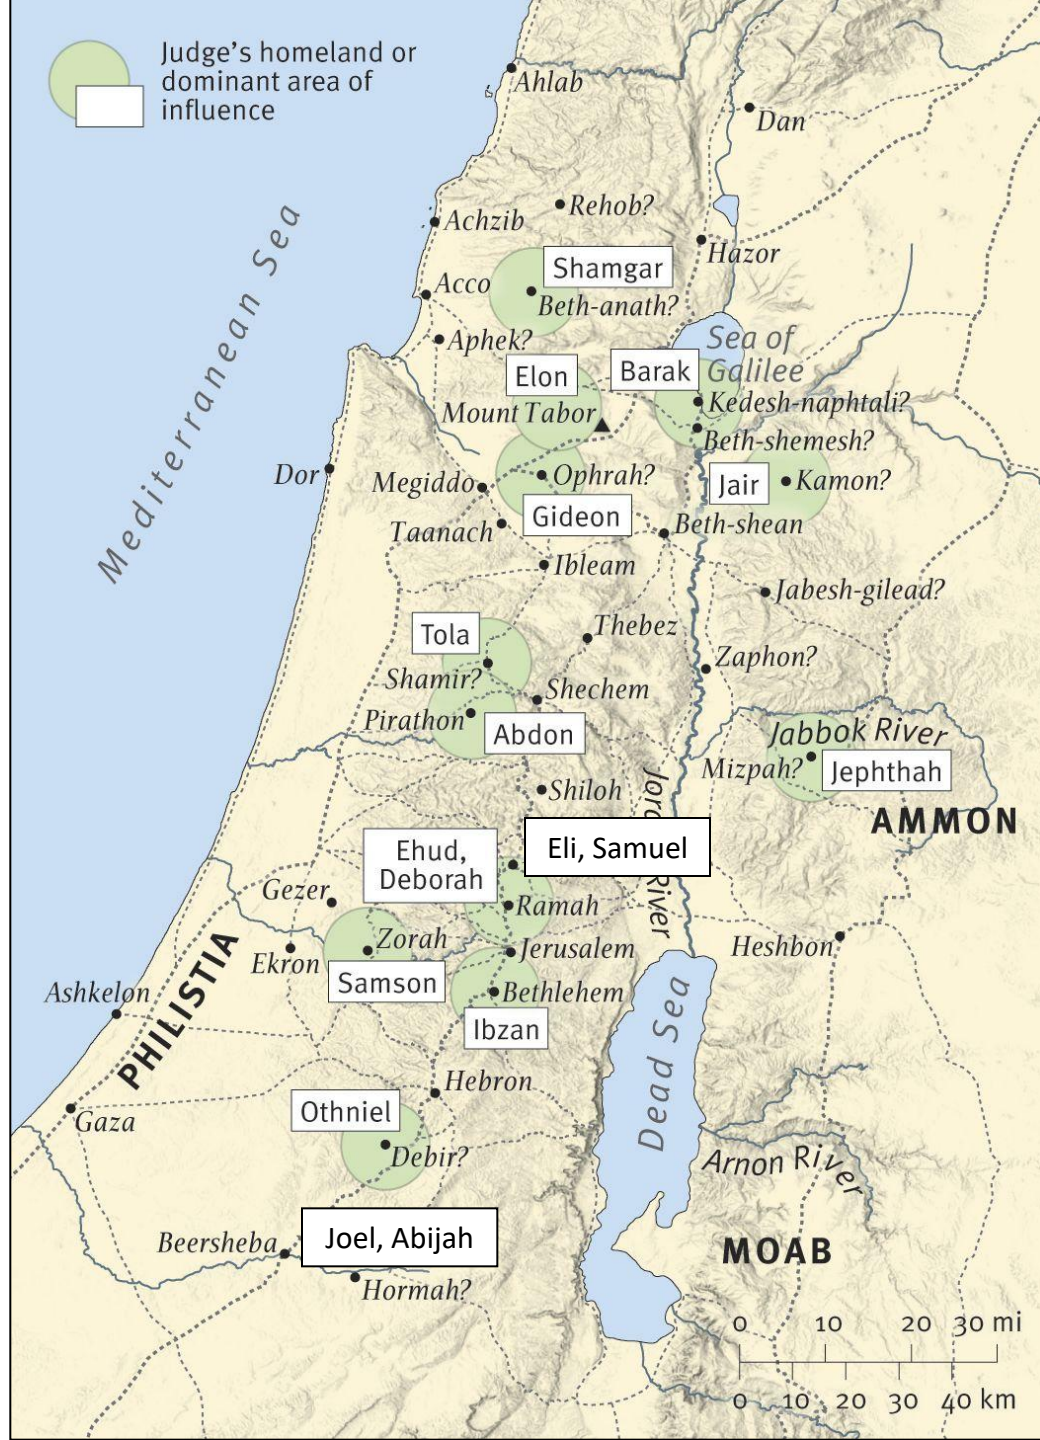 Judge's homeland or
dominant area of
influence
Ahlab
Dan
Mediterranean Sea
Rehob?
Achzib
Hazor
Shamgar
Acco
Beth-anath?
Aphek?
Sea of
Galilee
Elon
Barak
Mount Tabor
Kedesh-naphtali?
Beth-shemesh?
Dor
Megiddo
Ophrah?
Jair
Kamon?
Gideon
Taanach
Beth-shean
Ibleam
Jabesh-gilead?
Tola
Thebez
Shamir?
Zaphon?
Shechem
Pirathon
Abdon
Jabbok River
Mizpah?
Jephthah
Shiloh
AMMON
Jor
River
Eli, Samuel
Ehud,
Deborah
Gezer
Ramah
Zorah
Jerusalem
Heshbon
Ekron
Samson
Ashkelon
Bethlehem
PHILISTIA
Ibzan
Dead Sea
Hebron
Othniel
Gaza
Debir?
Arnon River
Joel, Abijah
Beersheba
MOAB
Hormah?
0 10 20 30 mi
0 10 20 30 40 km